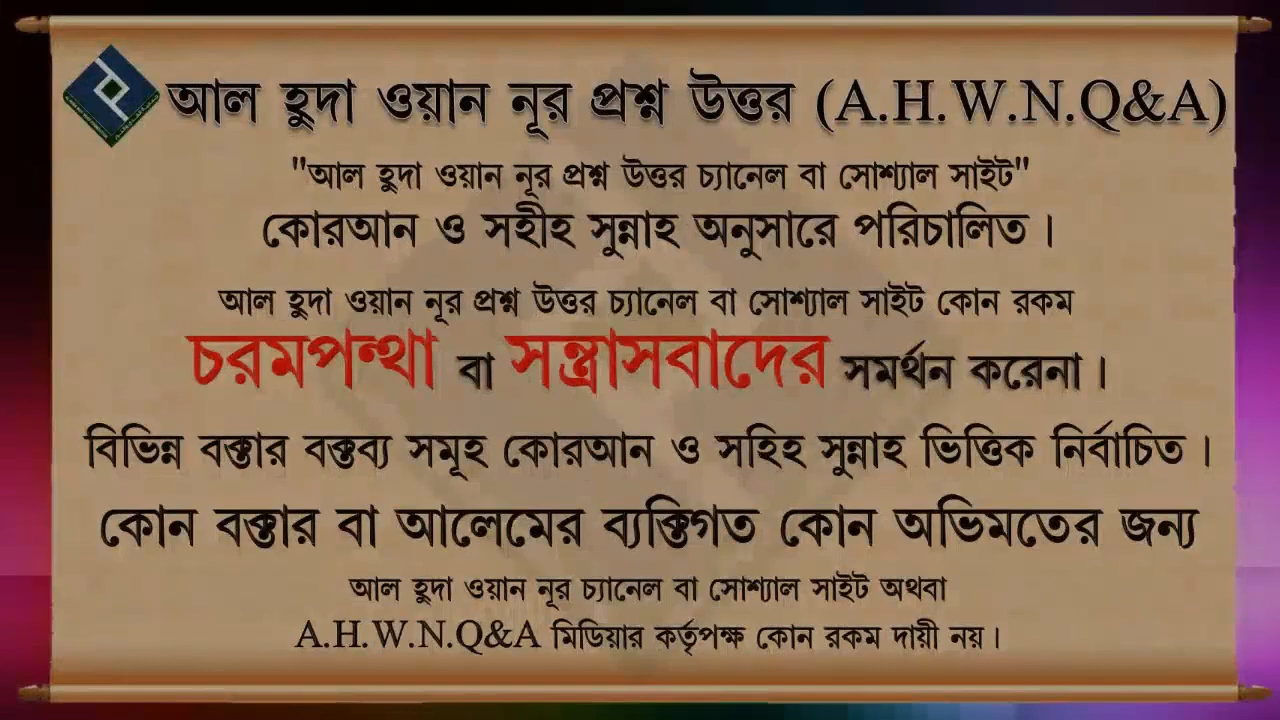 আল হুদা ওয়ান নূর প্রশ্ন উত্তর (A.H.W.N.Q&A)
"আল হুদা ওয়ান নূর প্রশ্ন উত্তর চ্যানেল বা সোশ্যাল সাইট"
কোরআন ও সহীহ সুন্নাহ অনুসারে পরিচালিত।
আল হুদা ওয়ান নূর প্রশ্ন উত্তর চ্যানেল বা সোশ্যাল সাইট কোন রকম
চরমপন্থা বা সন্ত্রাসবাদের সমর্থন করেনা।
বিভিন্ন বক্তার বক্তব্য সমূহ কোরআন ও সহিহ সুন্নাহ ভিত্তিক নির্বাচিত।
কোন বক্তার বা আলেমের ব্যক্তিগত কোন অভিমতের জন্য
আল হুদা ওয়ান নূর চ্যানেল বা সোশ্যাল সাইট অথবা
A.H.W.N.Q&A মিডিয়ার কর্তৃপক্ষ কোন রকম দায়ী নয়।